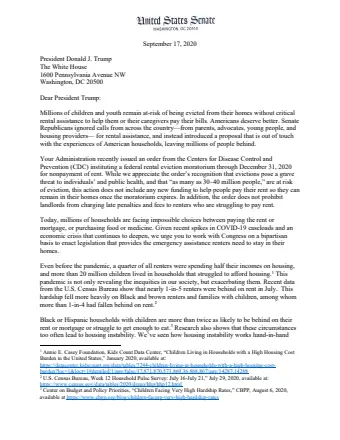 United States Senate
WASHINGTON, DC 20510
September 17, 2020
President Donald J. Trump
The White House
1600 Pennsylvania Avenue NW
Washington, DC 20500
Dear President Trump:
Millions of children and youth remain at-risk of being evicted from their homes without critical
rental assistance to help them or their caregivers pay their bills. Americans deserve better. Senate
Republicans ignored calls from across the country—from parents, advocates, young people, and
housing providers— for rental assistance, and instead introduced a proposal that is out of touch
with the experiences of American households, leaving millions of people behind.
Your Administration recently issued an order from the Centers for Disease Control and
Prevention (CDC) instituting a federal rental eviction moratorium through December 31, 2020
for nonpayment of rent. While we appreciate the order's recognition that evictions pose a grave
threat to individuals' and public health, and that "as many as 30–40 million people," are at risk
of eviction, this action does not include any new funding to help people pay their rent so they can
remain in their homes once the moratorium expires. In addition, the order does not prohibit
landlords from charging late penalties and fees to renters who are struggling to pay rent.
Today, millions of households are facing impossible choices between paying the rent or
mortgage, or purchasing food or medicine. Given recent spikes in COVID-19 caseloads and an
economic crisis that continues to deepen, we urge you to work with Congress on a bipartisan
basis to enact legislation that provides the emergency assistance renters need to stay in their
homes.
Even before the pandemic, a quarter of all renters were spending half their incomes on housing,
and more than 20 million children lived in households that struggled to afford housing.1 This
pandemic is not only revealing the inequities in our society, but exacerbating them. Recent data
from the U.S. Census Bureau show that nearly 1-in-5 renters were behind on rent in July. This
hardship fell more heavily on Black and brown renters and families with children, among whom
more than 1-in-4 had fallen behind on rent.2
Black or Hispanic households with children are more than twice as likely to be behind on their
rent or mortgage or struggle to get enough to eat.3 Research also shows that these circumstances
too often lead to housing instability. We've seen how housing instability works hand-in-hand
1 Annie E. Casey Foundation, Kids Count Data Center, "Children Living in Households with a High Housing Cost
Burden in the United States," January 2020, available at:
2 U.S. Census Bureau, Week 12 Household Pulse Survey: July 16-July 21," July 29, 2020, available at:
3 Center on Budget and Policy Priorities, "Children Facing Very High Hardship Rates," CBPP, August 6, 2020,
available at